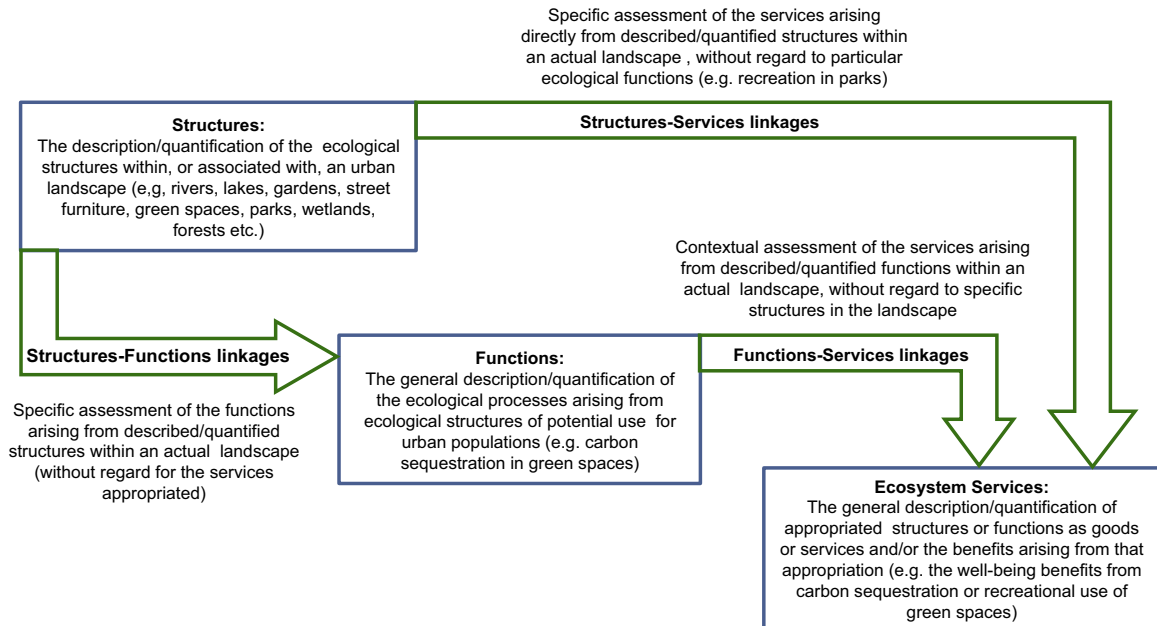 Specific assessment of the services arising
directly from described/quantified structures within
an actual landscape , without regard to particular
ecological functions (e.g. recreation in parks)
Structures-Services linkages
Structures:
The description/quantification of the ecological
structures within, or associated with, an urban
landscape (e,g, rivers, lakes, gardens, street
furniture, green spaces, parks, wetlands,
forests etc.)
Contextual assessment of the services arising
from described/quantified functions within an
actual landscape, without regard to specific
structures in the landscape
Structures-Functions linkages
Functions-Services linkages
Functions:
The general description/quantification of
the ecological processes arising from
ecological structures of potential use for
urban populations (e.g. carbon
sequestration in green spaces)
Specific assessment of the functions
arising from described/quantified
structures within an actual landscape
(without regard for the services
appropriated)
Ecosystem Services:
The general description/quantification of
appropriated structures or functions as goods
or services and/or the benefits arising from that
appropriation (e.g. the well-being benefits from
carbon sequestration or recreational use of
green spaces)